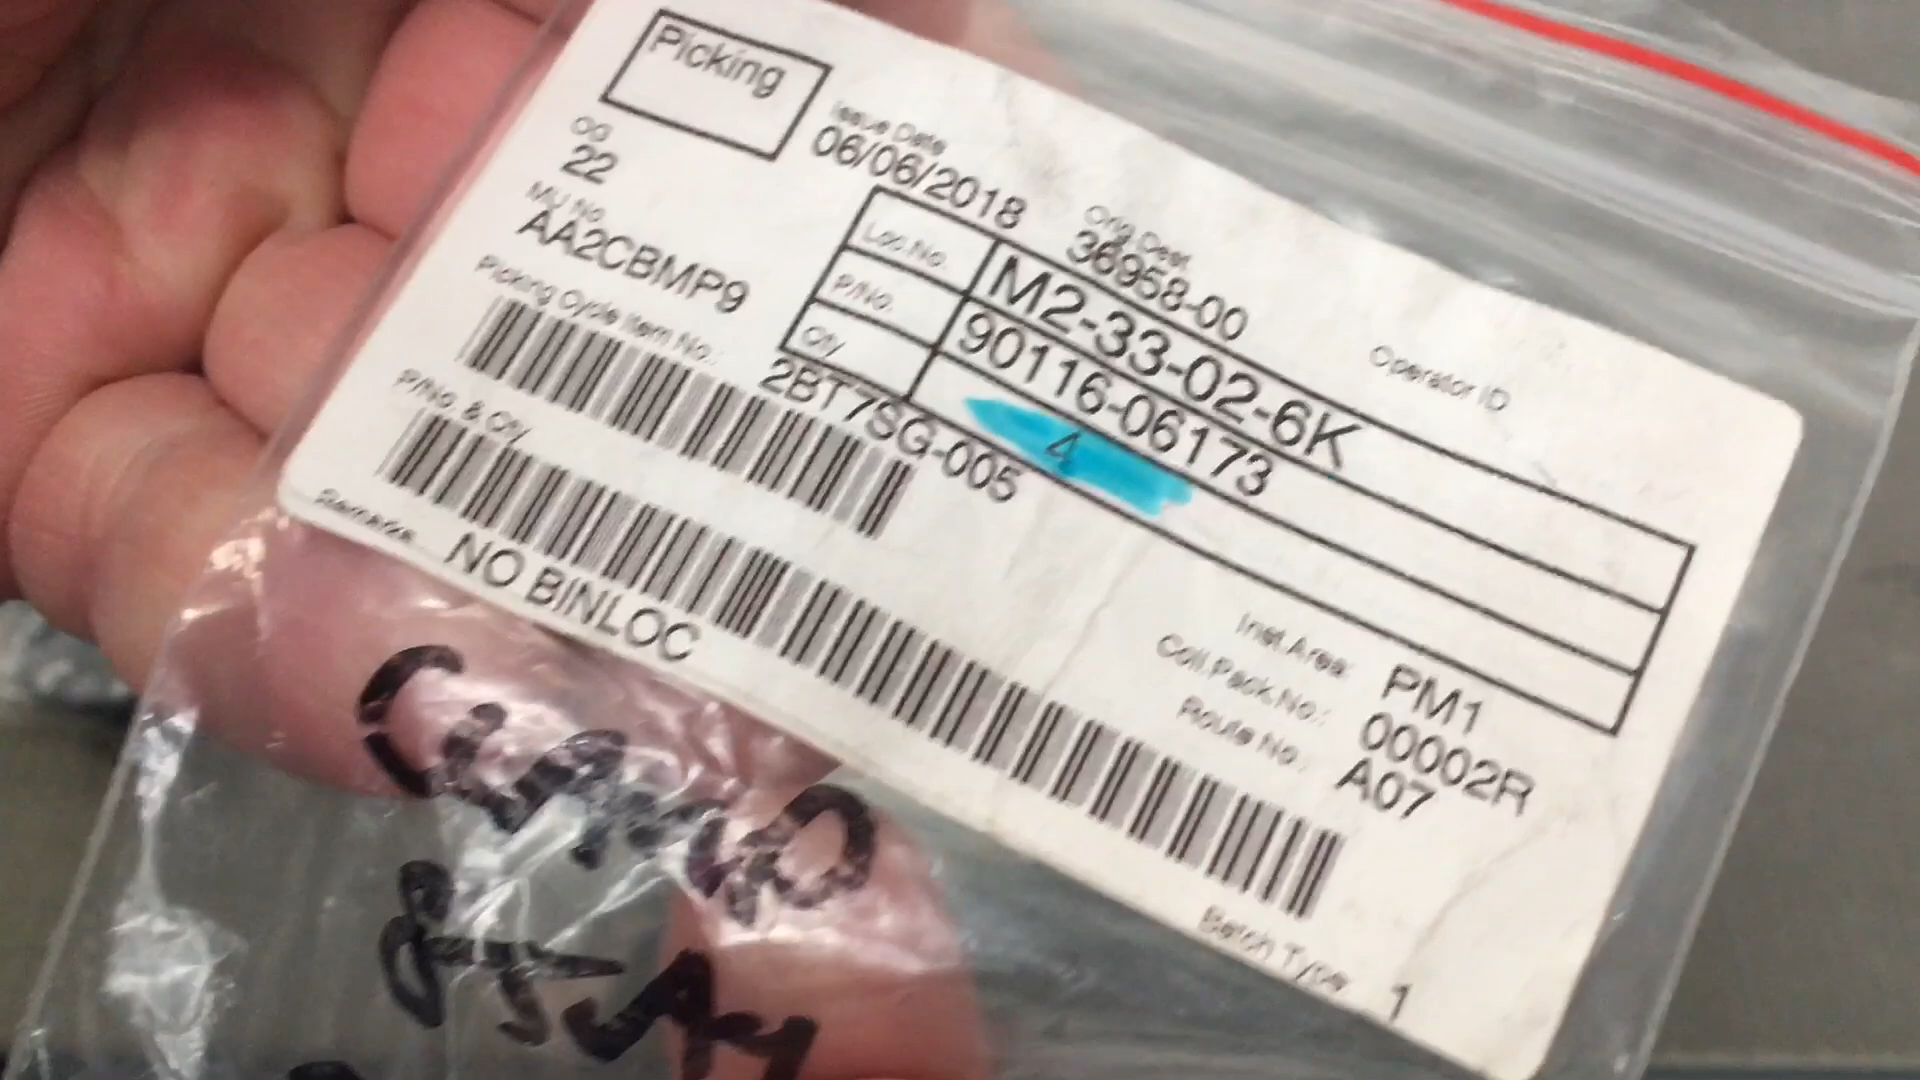 Picking
Issue Date
06/06/2018
Orig Dest.
36958-00
Operator ID
OG
22
MU No.
AA2CBMP9
Loc No. M2-33-02-6K
P/No. 90116-06173
Qty 4
Picking Cycle Item No.:
2BT7SG-005
P/No. & Qty
Inst.Area: PM1
Coll.Pack.No.: 00002R
Route No.: A07
Remarks NO BINLOC
Batch Type 1